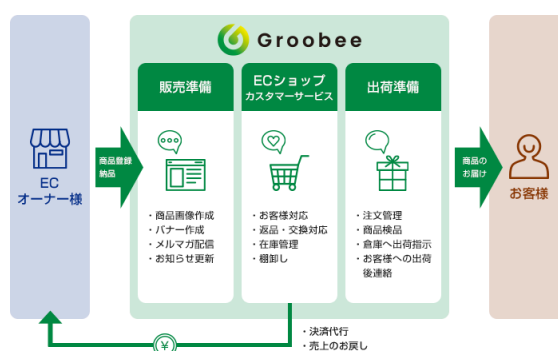 Groobee
EC
オーナー様
商品登録
納品
販売準備
・商品画像作成
・バナー作成
・メルマガ配信
・お知らせ更新
ECショップ
カスタマーサービス
・お客様対応
・返品・交換対応
・在庫管理
・棚卸し
出荷準備
・注文管理
・商品検品
・倉庫へ出荷指示
・お客様への出荷
後連絡
商品の
お届け
お客様
¥
・決済代行
・売上のお戻し